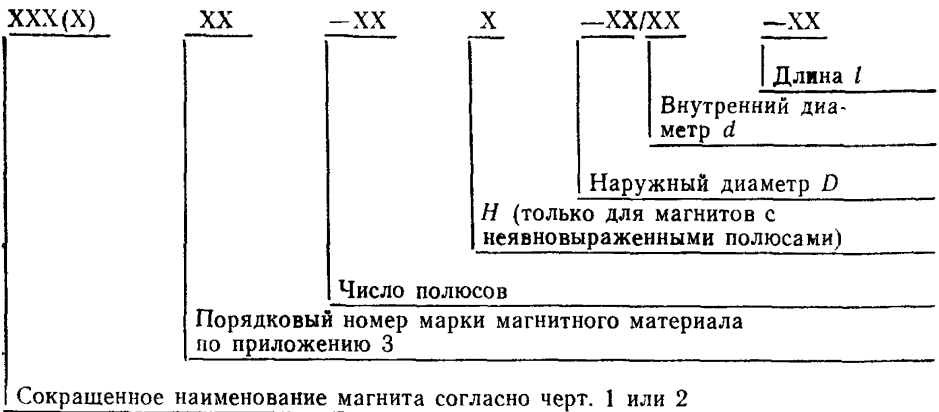 XXX(X) XX —XX X —XX/XX —XX
Длина l
Внутренний диа-
метр d
Наружный диаметр D
Н (только для магнитов с
неявновыраженными полюсами)
Число полюсов
Порядковый номер марки магнитного материала
по приложению 3
Сокращенное наименование магнита согласно черт. 1 или 2